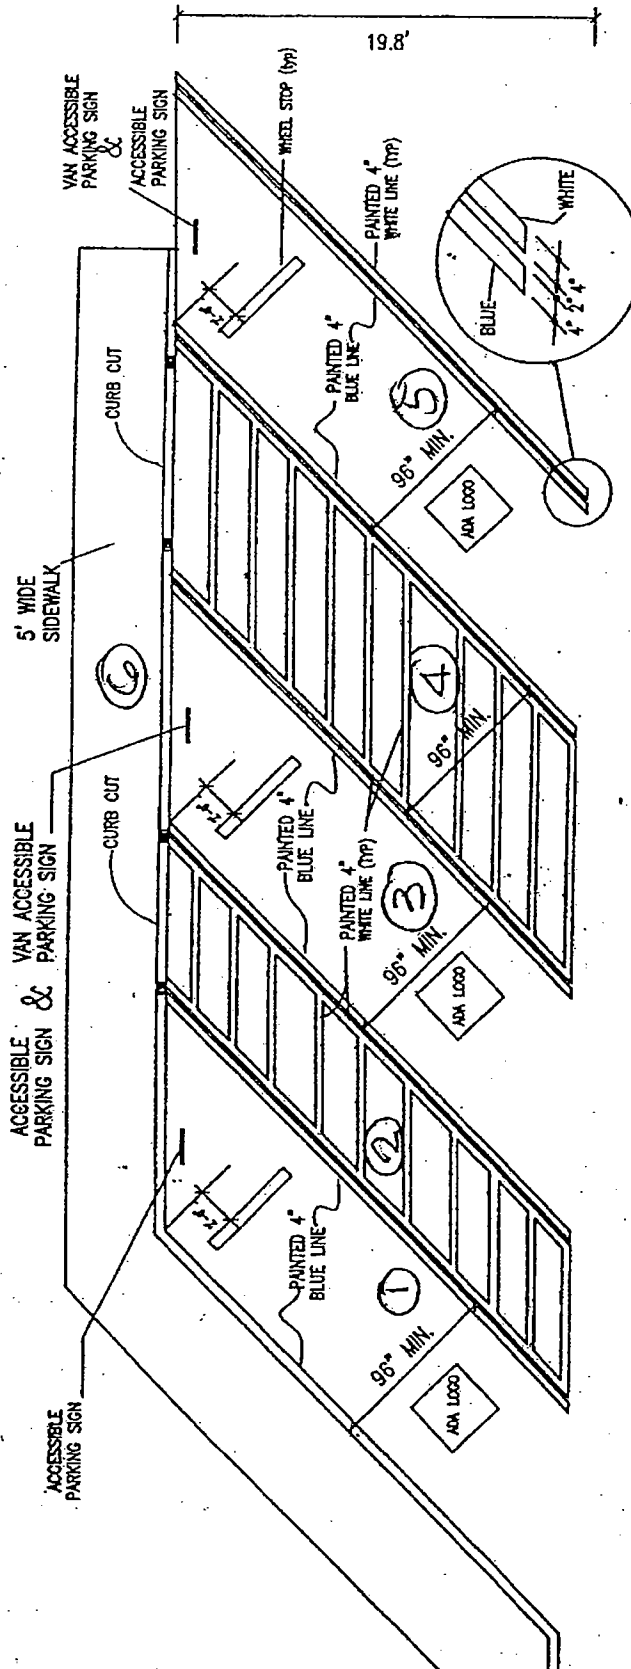 19.8'
VAN ACCESSIBLE
PARKING SIGN
&
ACCESSIBLE
PARKING SIGN
WHEEL STOP (typ)
PAINTED 4"
WHITE LINE (TYP)
WHITE
BLUE
4" 2" 4"
PAINTED 4"
BLUE LINE
5
96" MIN.
ADA LOGO
CURB CUT
5' WIDE
SIDEWALK
6
4
96" MIN.
ACCESSIBLE & VAN ACCESSIBLE
PARKING SIGN PARKING SIGN
CURB CUT
PAINTED 4"
BLUE LINE
PAINTED 4"
WHITE LINE (TYP)
3
96" MIN.
ADA LOGO
2
ACCESSIBLE
PARKING SIGN
PAINTED 4"
BLUE LINE
1
96" MIN.
ADA LOGO